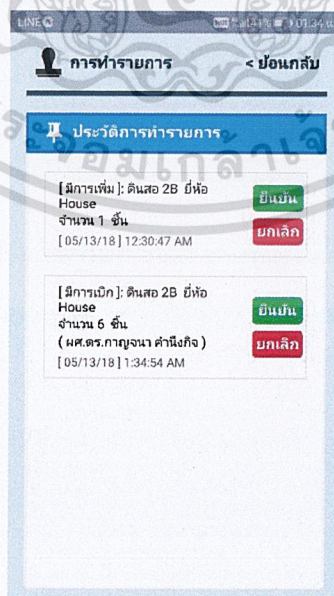 LINE
01:34 น.
การทำรายการ
< ย้อนกลับ
ประวัติการทำรายการ
[ มีการเพิ่ม ]: ดินสอ 2B ยี่ห้อ
House
จำนวน 1 ชิ้น
[ 05/13/18 ] 12:30:47 AM
ยืนยัน
ยกเลิก
[ มีการเบิก ]: ดินสอ 2B ยี่ห้อ
House
จำนวน 6 ชิ้น
( ผศ.ดร.กาญจนา คำนึงกิจ )
[ 05/13/18 ] 1:34:54 AM
ยืนยัน
ยกเลิก